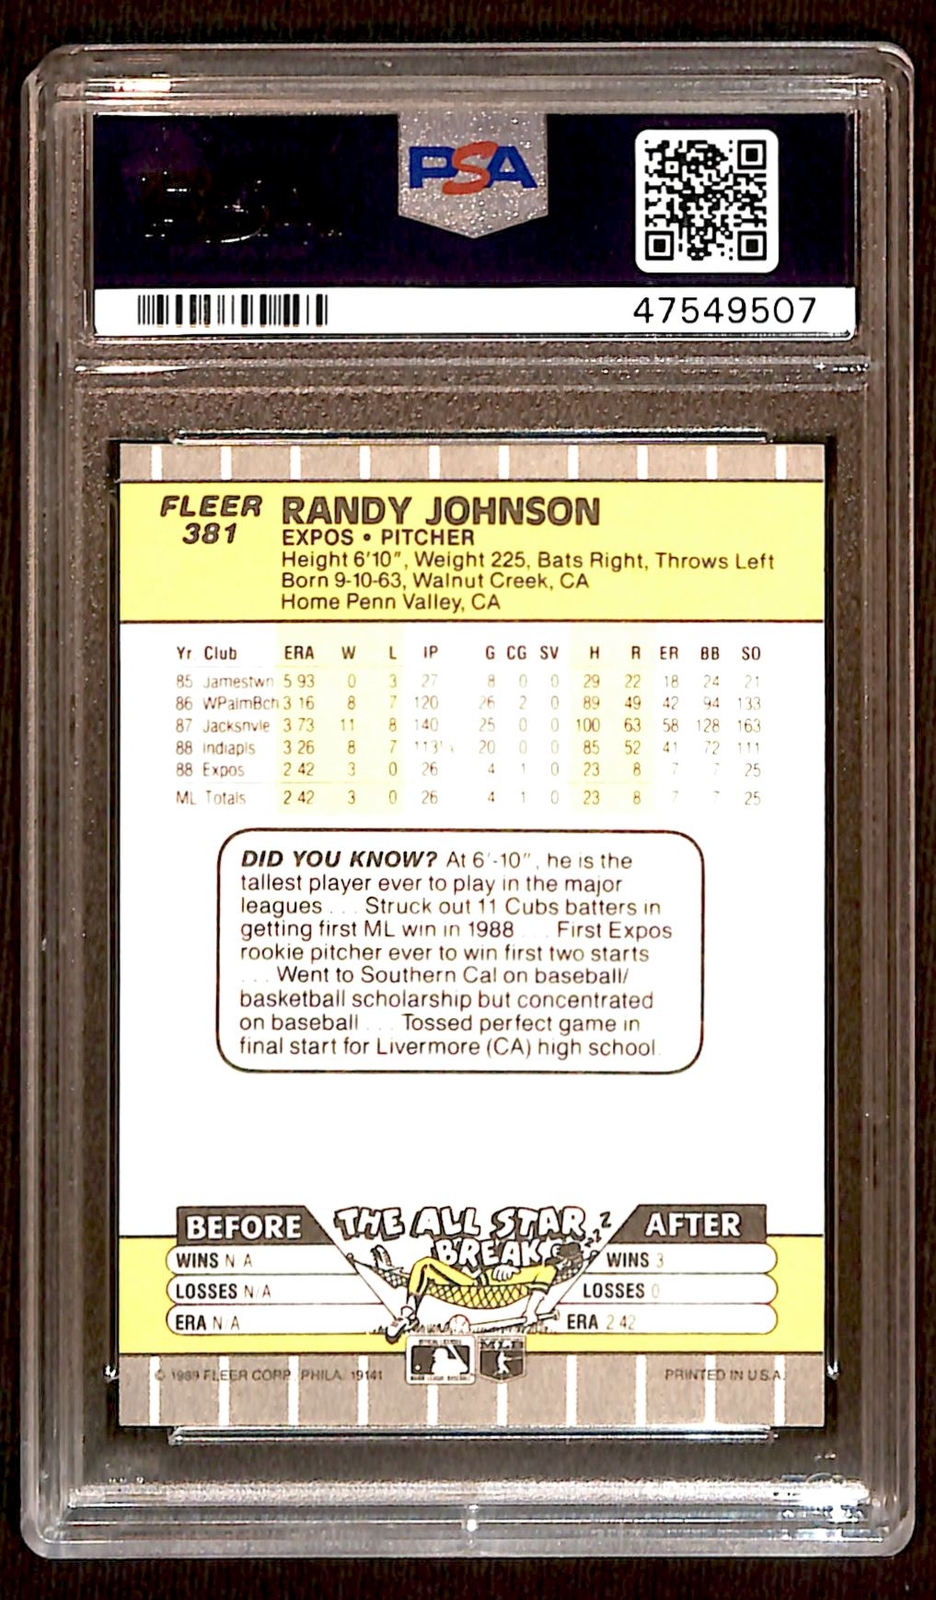 PSA
47549507
FLEER 381
RANDY JOHNSON
EXPOS • PITCHER
Height 6'10", Weight 225, Bats Right, Throws Left
Born 9-10-63, Walnut Creek, CA
Home Penn Valley, CA
Yr Club ERA W L IP G CG SV H R ER BB SO
85 Jamestwn 5 93 0 3 27 8 0 0 29 22 18 24 21
86 WPalmBch 3 16 8 7 120 26 2 0 89 49 42 94 133
87 Jacksnvle 3 73 11 8 140 25 0 0 100 63 58 128 163
88 Indiapls 3 26 8 7 113⅓ 20 0 0 85 52 41 72 111
88 Expos 2 42 3 0 26 4 1 0 23 8 7 7 25
ML Totals 2 42 3 0 26 4 1 0 23 8 7 7 25
DID YOU KNOW? At 6'-10", he is the
tallest player ever to play in the major
leagues . . . Struck out 11 Cubs batters in
getting first ML win in 1988 . . . First Expos
rookie pitcher ever to win first two starts
. . . Went to Southern Cal on baseball/
basketball scholarship but concentrated
on baseball . . . Tossed perfect game in
final start for Livermore (CA) high school.
BEFORE THE ALL STAR BREAK AFTER
zzz
WINS N/A WINS 3
LOSSES N/A LOSSES 0
ERA N/A ERA 2 42
MLB
© 1989 FLEER CORP. PHILA. 19141 PRINTED IN U.S.A.